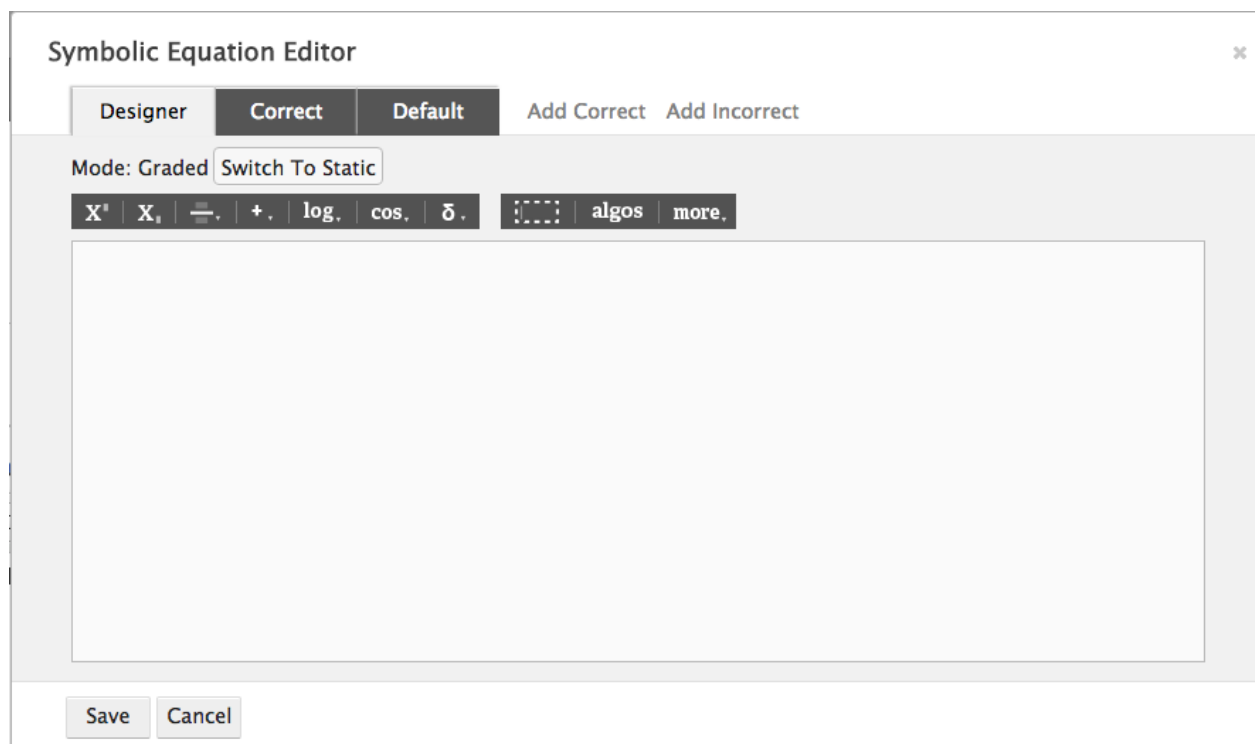 Symbolic Equation Editor ×
Designer Correct Default Add Correct Add Incorrect
Mode: Graded Switch To Static
X X + log cos δ algos more
Save Cancel